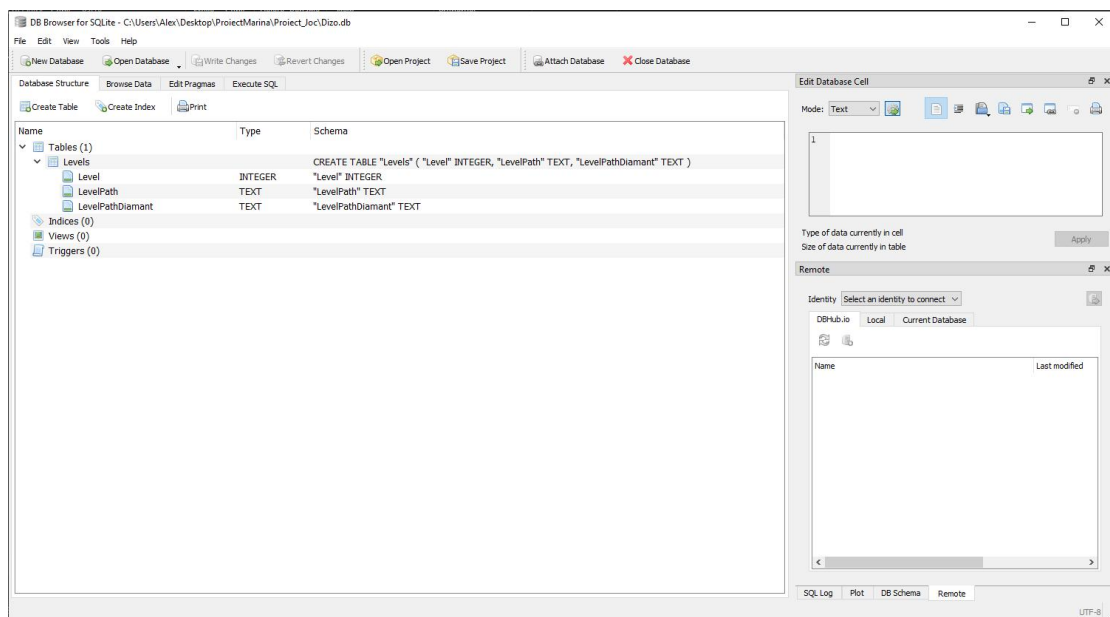 DB Browser for SQLite - C:\Users\Alex\Desktop\ProiectMarina\Proiect_Joc\Dizo.db
File Edit View Tools Help
New Database Open Database Write Changes Revert Changes Open Project Save Project Attach Database Close Database
Database Structure Browse Data Edit Pragmas Execute SQL
Create Table Create Index Print
Name Type Schema
Tables (1)
Levels CREATE TABLE "Levels" ( "Level" INTEGER, "LevelPath" TEXT, "LevelPathDiamant" TEXT )
Level INTEGER "Level" INTEGER
LevelPath TEXT "LevelPath" TEXT
LevelPathDiamant TEXT "LevelPathDiamant" TEXT
Indices (0)
Views (0)
Triggers (0)
Edit Database Cell
Mode: Text
1
Type of data currently in cell
Size of data currently in table
Apply
Remote
Identity Select an identity to connect
DBHub.io Local Current Database
Name Last modified
SQL Log Plot DB Schema Remote
UTF-8